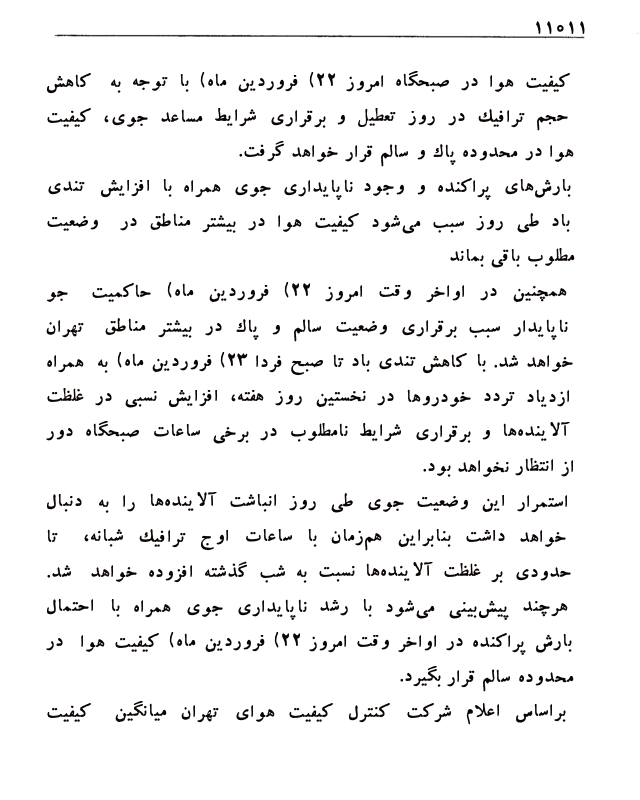 ۱۱۰۱۱
کیفیت هوا در صبحگاه امروز ۲۲) فروردین ماه) با توجه به کاهش
حجم ترافیك در روز تعطیل و برقراری شرایط مساعد جوی، کیفیت
هوا در محدوده پاك و سالم قرار خواهد گرفت.
بارش‌های پراکنده و وجود ناپایداری جوی همراه با افزایش تندی
باد طی روز سبب می‌شود کیفیت هوا در بیشتر مناطق در وضعیت
مطلوب باقی بماند
همچنین در اواخر وقت امروز ۲۲) فروردین ماه) حاکمیت جو
ناپایدار سبب برقراری وضعیت سالم و پاك در بیشتر مناطق تهران
خواهد شد. با کاهش تندی باد تا صبح فردا ۲۳) فروردین ماه) به همراه
ازدیاد تردد خودروها در نخستین روز هفته، افزایش نسبی در غلظت
آلاینده‌ها و برقراری شرایط نامطلوب در برخی ساعات صبحگاه دور
از انتظار نخواهد بود.
استمرار این وضعیت جوی طی روز انباشت آلاینده‌ها را به دنبال
خواهد داشت بنابراین هم‌زمان با ساعات اوج ترافیك شبانه، تا
حدودی بر غلظت آلاینده‌ها نسبت به شب گذشته افزوده خواهد شد.
هرچند پیش‌بینی می‌شود با رشد ناپایداری جوی همراه با احتمال
بارش پراکنده در اواخر وقت امروز ۲۲) فروردین ماه) کیفیت هوا در
محدوده سالم قرار بگیرد.
براساس اعلام شرکت کنترل کیفیت هوای تهران میانگین کیفیت